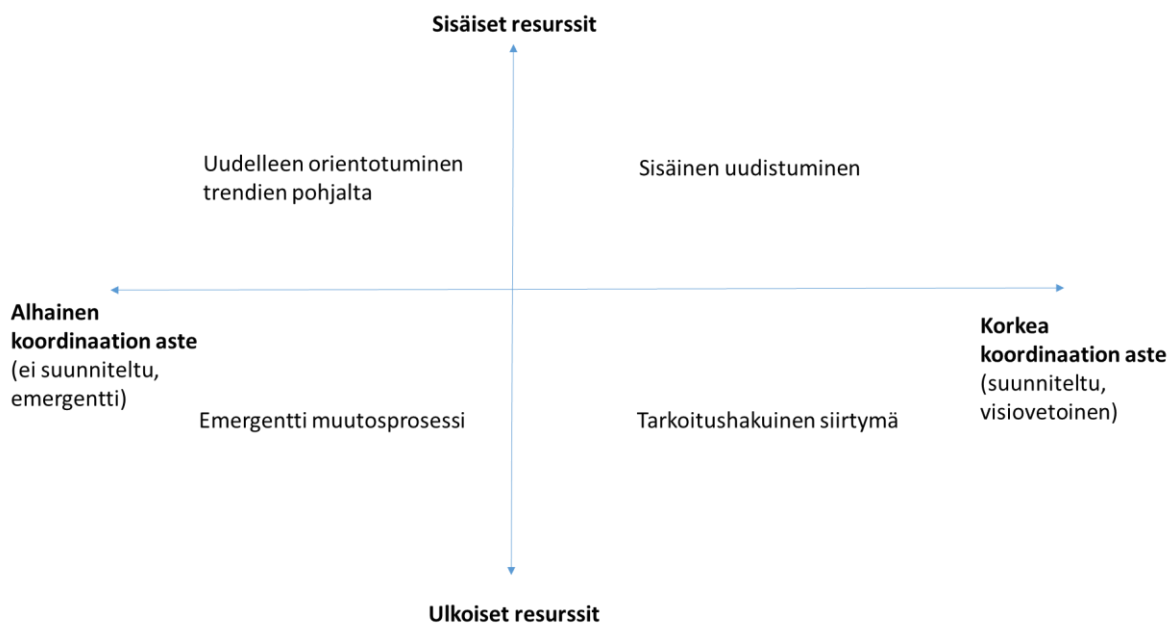 Sisäiset resurssit
Uudelleen orientotuminen
trendien pohjalta
Sisäinen uudistuminen
Alhainen
koordinaation aste
(ei suunniteltu,
emergentti)
Korkea
koordinaation aste
(suunniteltu,
visiovetoinen)
Emergentti muutosprosessi
Tarkoitushakuinen siirtymä
Ulkoiset resurssit